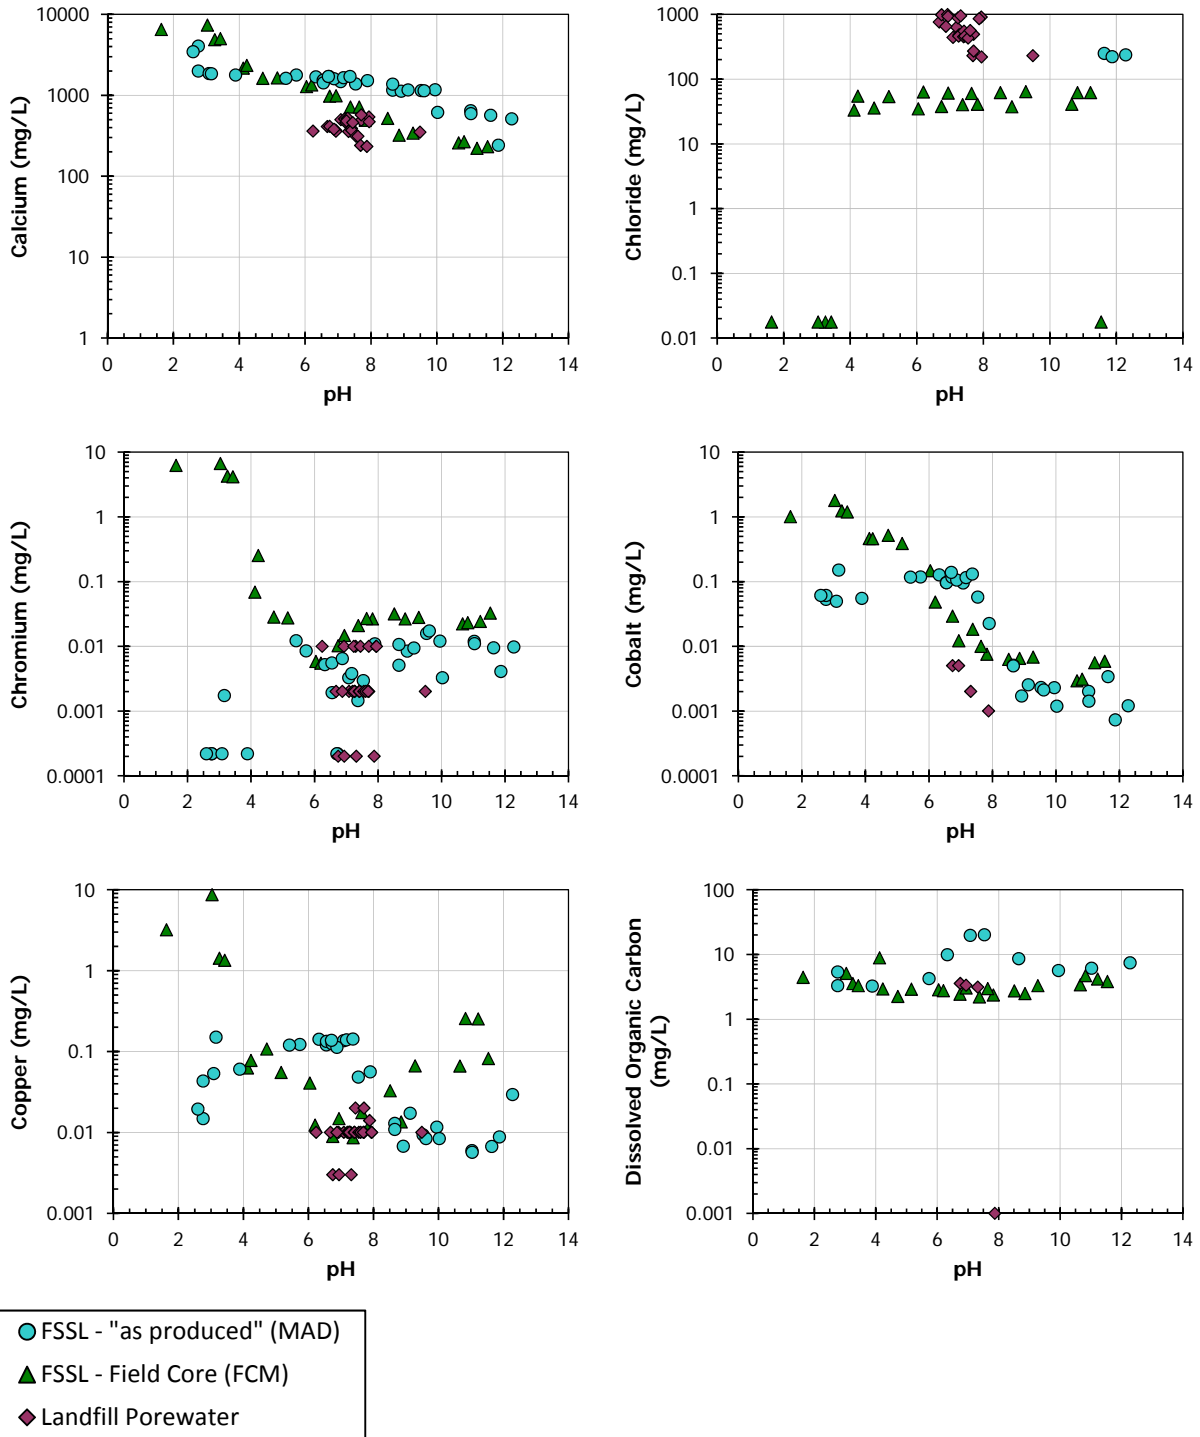 10000
1000
100
10
1
Calcium (mg/L)
0 2 4 6 8 10 12 14
pH
1000
100
10
1
0.1
0.01
Chloride (mg/L)
0 2 4 6 8 10 12 14
pH
10
1
0.1
0.01
0.001
0.0001
Chromium (mg/L)
0 2 4 6 8 10 12 14
pH
10
1
0.1
0.01
0.001
0.0001
Cobalt (mg/L)
0 2 4 6 8 10 12 14
pH
10
1
0.1
0.01
0.001
Copper (mg/L)
0 2 4 6 8 10 12 14
pH
100
10
1
0.1
0.01
0.001
Dissolved Organic Carbon
(mg/L)
0 2 4 6 8 10 12 14
pH
FSSL - "as produced" (MAD)
FSSL - Field Core (FCM)
Landfill Porewater